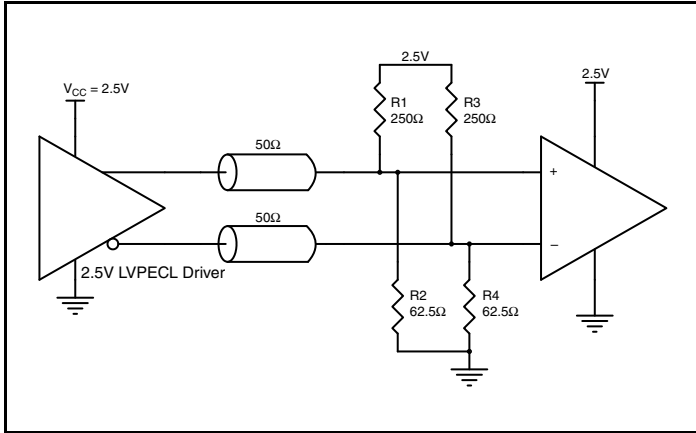 2.5V
V_CC = 2.5V
2.5V
R1
250Ω
R3
250Ω
50Ω
+
50Ω
–
2.5V LVPECL Driver
R2
62.5Ω
R4
62.5Ω